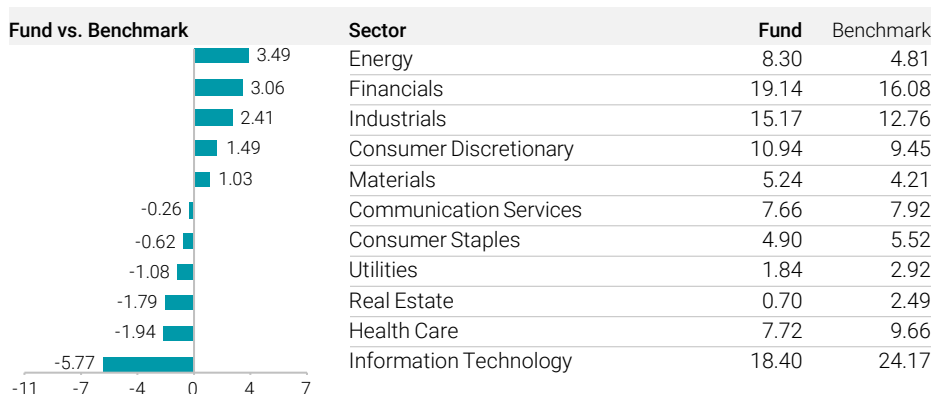 Fund vs. Benchmark Sector Fund Benchmark
3.49 Energy 8.30 4.81
3.06 Financials 19.14 16.08
2.41 Industrials 15.17 12.76
1.49 Consumer Discretionary 10.94 9.45
1.03 Materials 5.24 4.21
-0.26 Communication Services 7.66 7.92
-0.62 Consumer Staples 4.90 5.52
-1.08 Utilities 1.84 2.92
-1.79 Real Estate 0.70 2.49
-1.94 Health Care 7.72 9.66
-5.77 Information Technology 18.40 24.17
-11 -7 -4 0 4 7